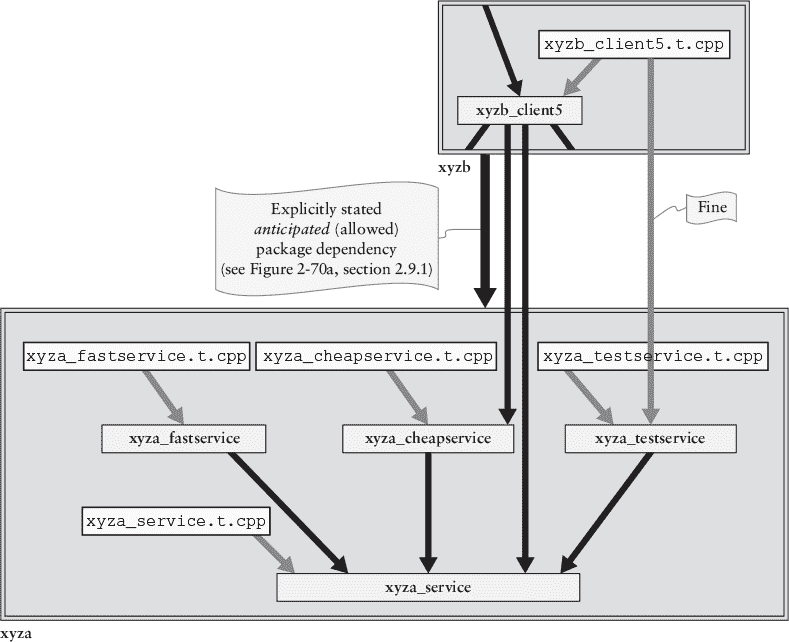 xyzb_client5.t.cpp
xyzb_client5
xyzb
Explicitly stated
anticipated (allowed)
package dependency
(see Figure 2-70a, section 2.9.1)
Fine
xyza_fastservice.t.cpp
xyza_cheapservice.t.cpp
xyza_testservice.t.cpp
xyza_fastservice
xyza_cheapservice
xyza_testservice
xyza_service.t.cpp
xyza_service
xyza